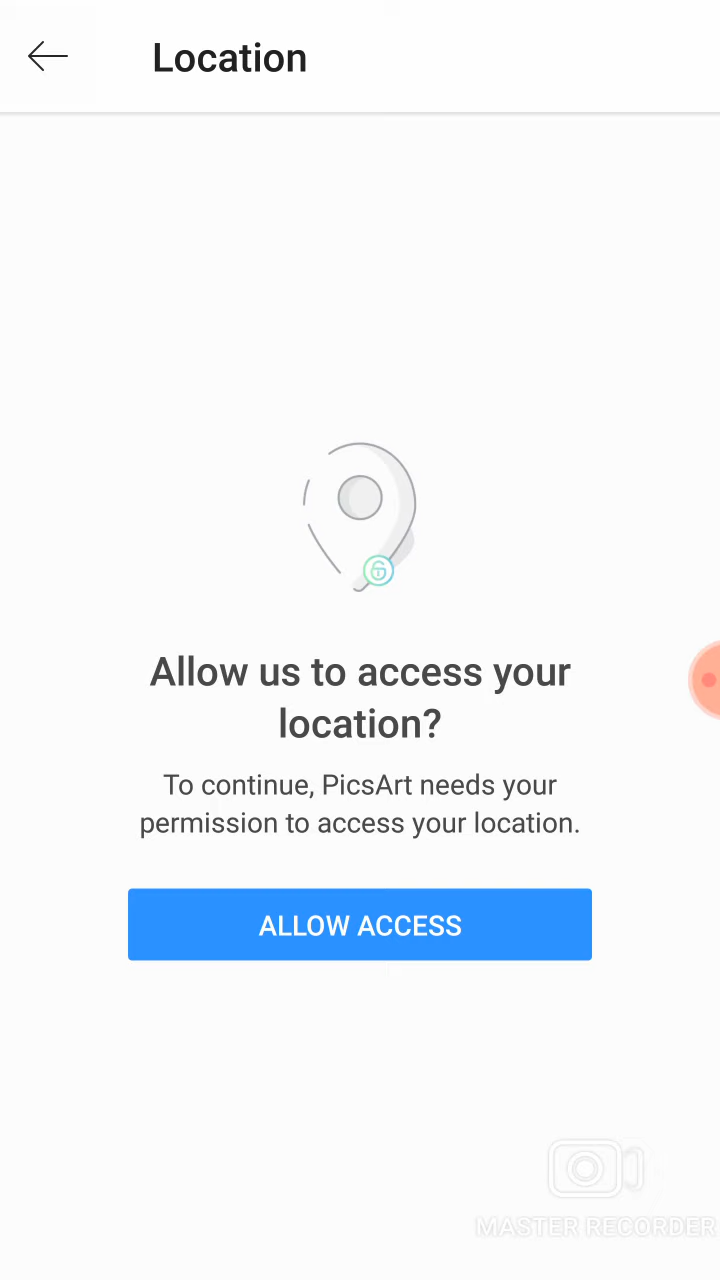 Location
Allow us to access your
location?
To continue, PicsArt needs your
permission to access your location.
ALLOW ACCESS
MASTER RECORDER